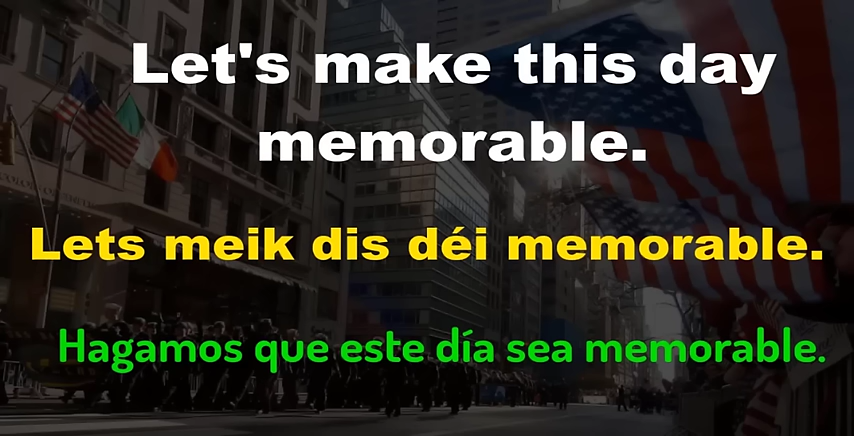 Let's make this day
memorable.
Lets meik dis déi memorable.
Hagamos que este día sea memorable.